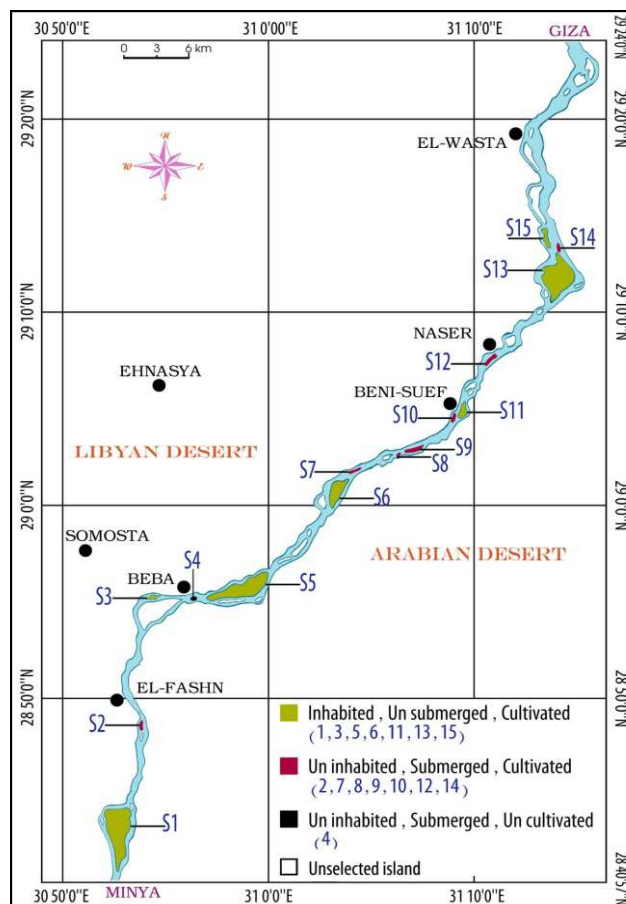 30 50'0''E
31 0'0''E
31 10'0''E
GIZA
29 24'0"N
0 3 6 km
29 20'0''N
29 20'0''N
EL-WASTA
N
W E
S
S15
S14
S13
29 10'0''N
29 10'0''N
NASER
S12
EHNASYA
BENI-SUEF
S10
S11
LIBYAN DESERT
S9
S7
S8
S6
29 0'0''N
29 0'0''N
SOMOSTA
ARABIAN DESERT
S4
BEBA
S3
S5
28 50'0''N
28 50'0''N
EL-FASHN
S2
Inhabited , Un submerged , Cultivated
(1,3,5,6,11,13,15)
Un inhabited , Submerged , Cultivated
(2,7,8,9,10,12,14)
S1
Un inhabited , Submerged , Un cultivated
(4)
Unselected island
28 40'57"N
30 50'0''E
MINYA
31 0'0''E
31 10'0''E